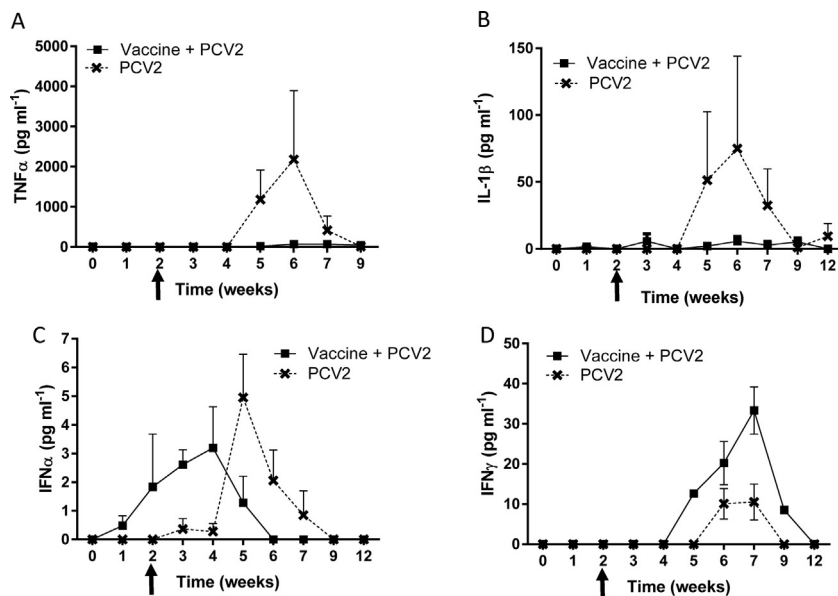 A
TNFα (pg ml-1)
5000
4000
3000
2000
1000
0
Vaccine + PCV2
PCV2
0 1 2 3 4 5 6 7 9
Time (weeks)
B
IL-1β (pg ml-1)
150
100
50
0
Vaccine + PCV2
PCV2
0 1 2 3 4 5 6 7 9 12
Time (weeks)
C
IFNα (pg ml-1)
7
6
5
4
3
2
1
0
Vaccine + PCV2
PCV2
0 1 2 3 4 5 6 7 9 12
Time (weeks)
D
IFNγ (pg ml-1)
50
40
30
20
10
0
Vaccine + PCV2
PCV2
0 1 2 3 4 5 6 7 9 12
Time (weeks)